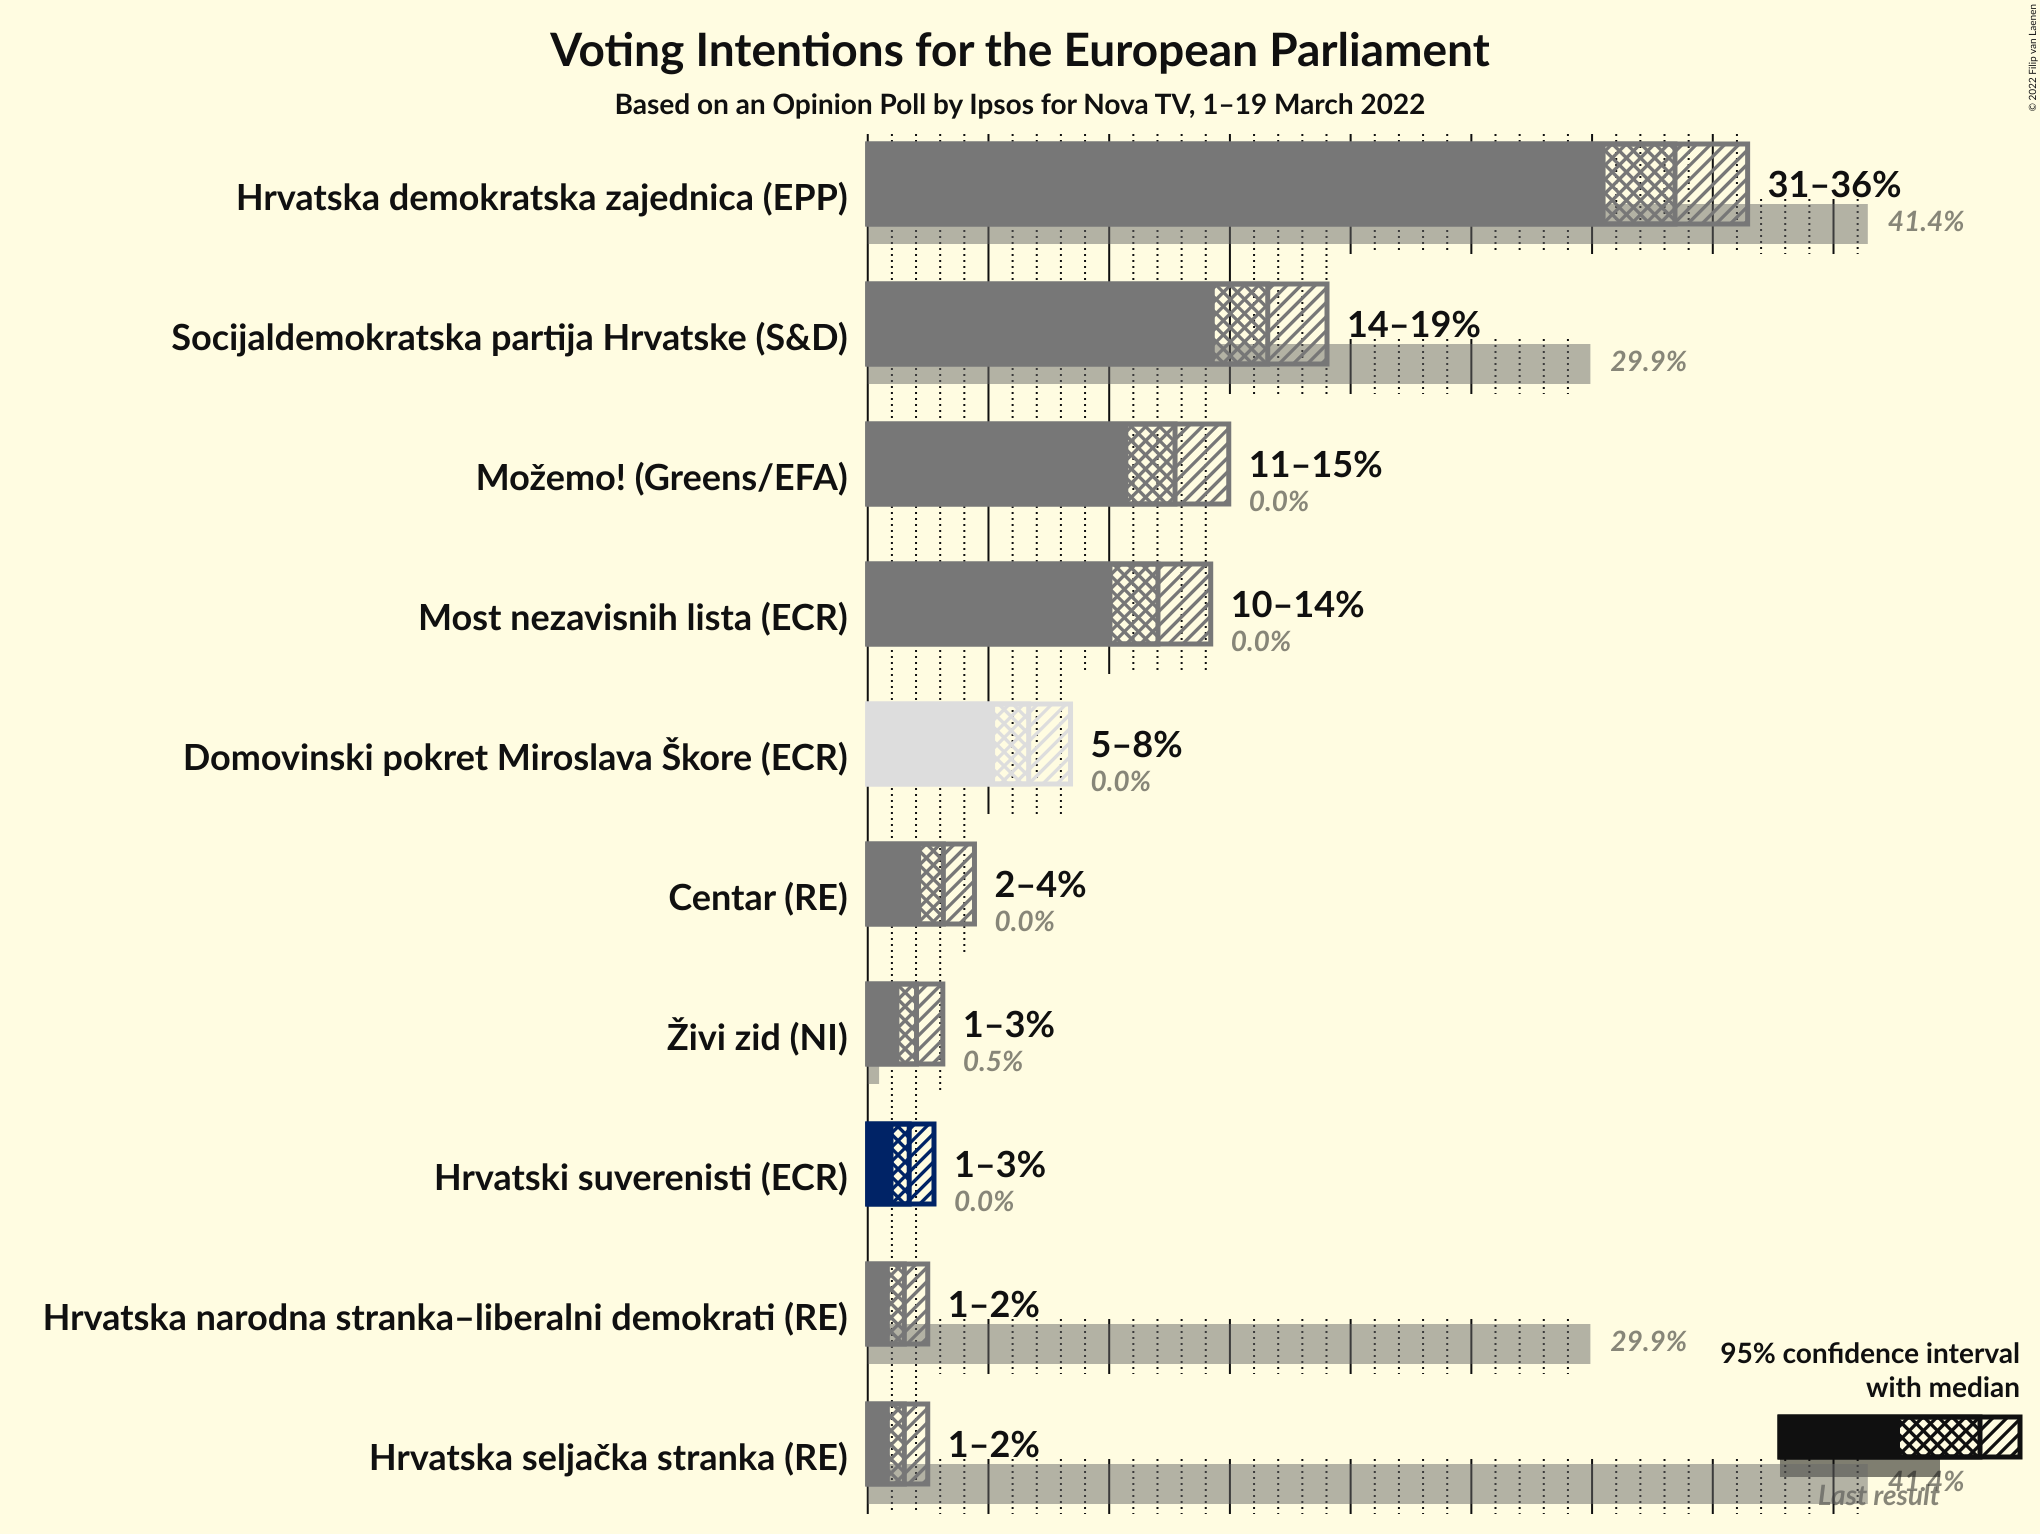 Voting Intentions for the European Parliament
Based on an Opinion Poll by Ipsos for Nova TV, 1–19 March 2022
© 2022 Filip van Laenen
Hrvatska demokratska zajednica (EPP)
31–36%
41.4%
Socijaldemokratska partija Hrvatske (S&D)
14–19%
29.9%
Možemo! (Greens/EFA)
11–15%
0.0%
Most nezavisnih lista (ECR)
10–14%
0.0%
Domovinski pokret Miroslava Škore (ECR)
5–8%
0.0%
Centar (RE)
2–4%
0.0%
Živi zid (NI)
1–3%
0.5%
Hrvatski suverenisti (ECR)
1–3%
0.0%
Hrvatska narodna stranka–liberalni demokrati (RE)
1–2%
29.9%
Hrvatska seljačka stranka (RE)
1–2%
41.4%
95% confidence interval
with median
Last result